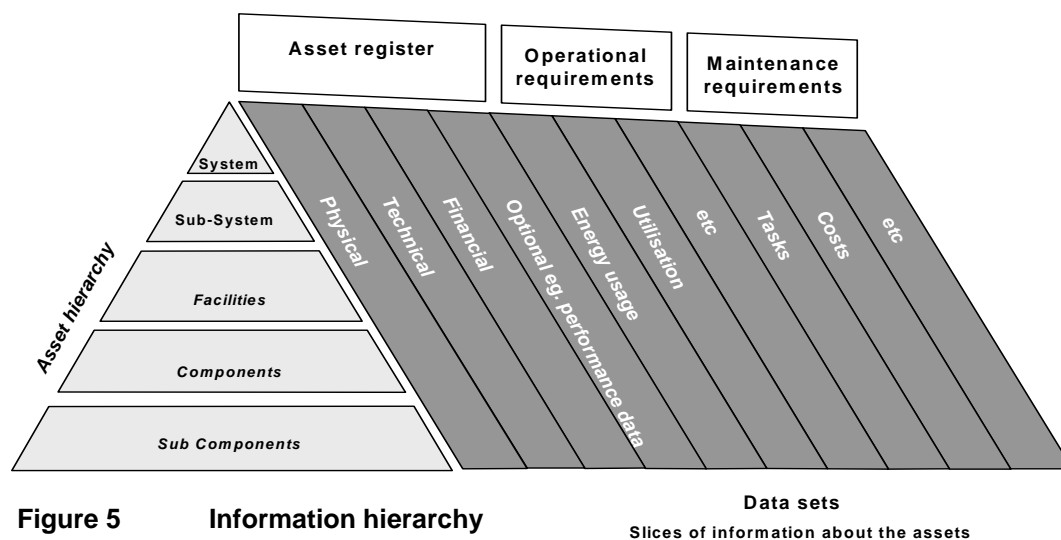 Asset register
Operational
requirements
Maintenance
requirements
System
Sub-System
Facilities
Components
Sub Components
Asset hierarchy
Physical
Technical
Financial
Optional eg. performance data
Energy usage
Utilisation
etc
Tasks
Costs
etc
Figure 5 Information hierarchy
Data sets
Slices of information about the assets